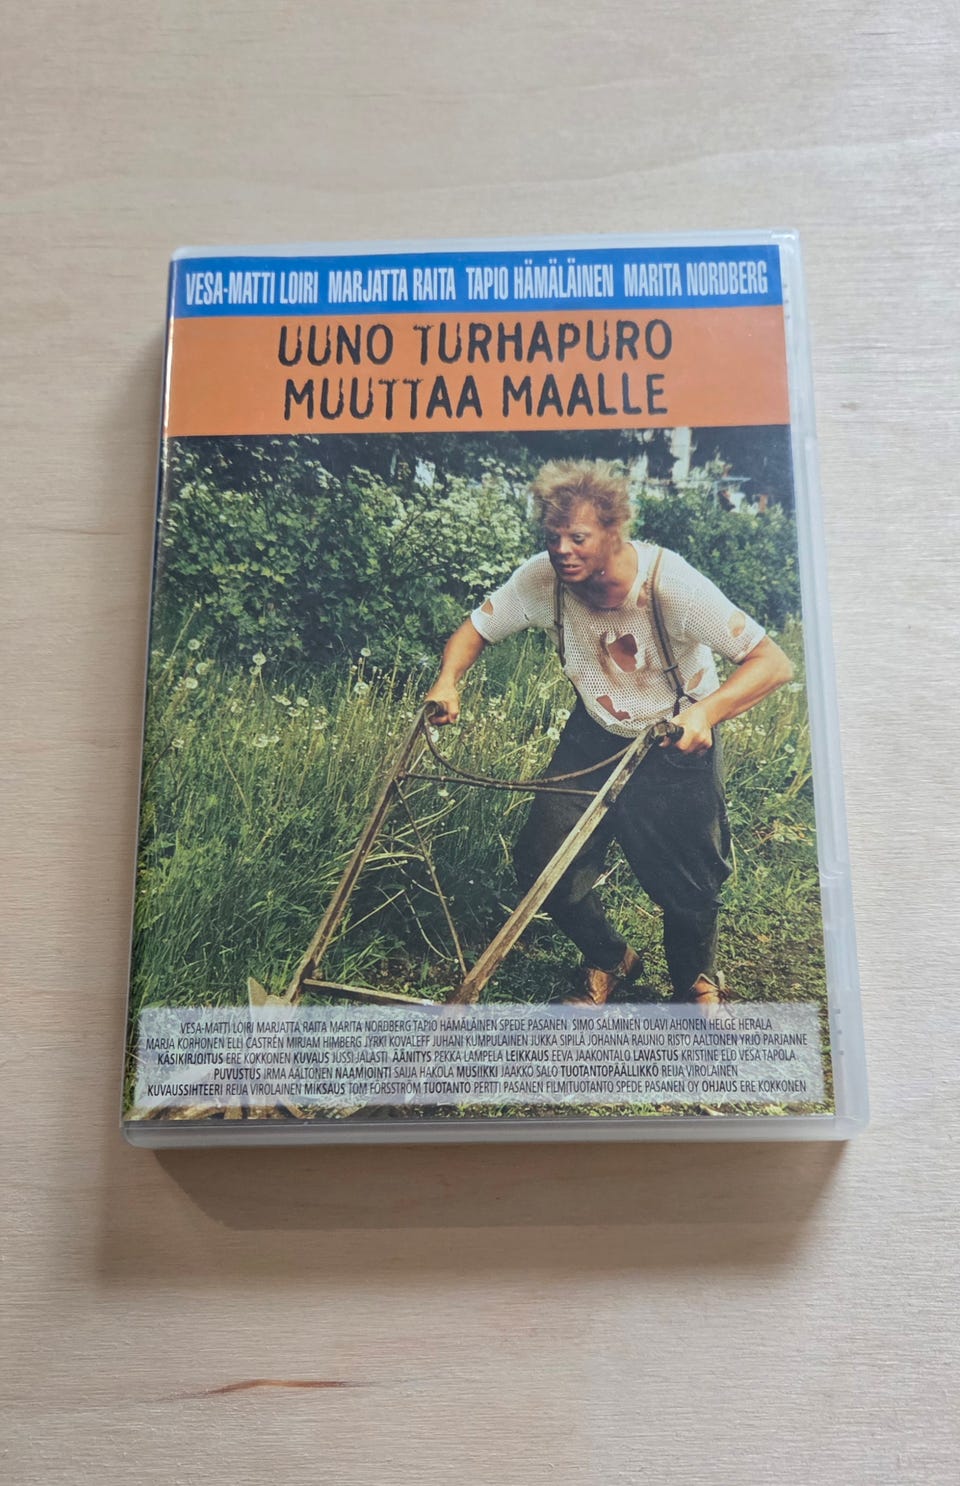 VESA-MATTI LOIRI MARJATTA RAITA TAPIO HÄMÄLÄINEN MARITA NORDBERG
UUNO TURHAPURO
MUUTTAA MAALLE
VESA-MATTI LOIRI MARJATTA RAITA MARITA NORDBERG TAPIO HÄMÄLÄINEN SPEDE PASANEN SIMO SALMINEN OLAVI AHONEN HELGE HERALA
MARJA KORHONEN ELLI CASTRÉN MIRJAM HIMBERG JYRKI KOVALEFF JUHANI KUMPULAINEN JUKKA SIPILÄ JOHANNA RAUNIO RISTO AALTONEN YRJÖ PARJANNE
KÄSIKIRJOITUS ERE KOKKONEN KUVAUS JUSSI JALASTI ÄÄNITYS PEKKA LAMPELA LEIKKAUS EEVA JAAKONTALO LAVASTUS KRISTINE ELO VESA TAPOLA
PUVUSTUS IRMA AALTONEN NAAMIOINTI SAIJA HAKOLA MUSIIKKI JAAKKO SALO TUOTANTOPÄÄLLIKKÖ REIJA VIROLAINEN
KUVAUSSIHTEERI REIJA VIROLAINEN MIKSAUS TOM FORSSTRÖM TUOTANTO PERTTI PASANEN FILMITUOTANTO SPEDE PASANEN OY OHJAUS ERE KOKKONEN